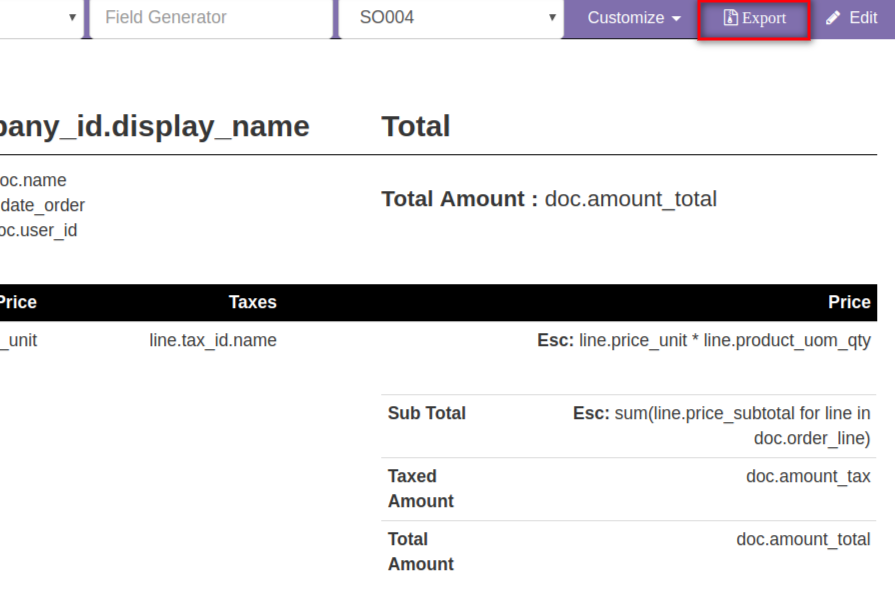 Field Generator SO004 Customize Export Edit
pany_id.display_name Total
oc.name
date_order
oc.user_id
Total Amount : doc.amount_total
Price Taxes Price
_unit line.tax_id.name Esc: line.price_unit * line.product_uom_qty
Sub Total Esc: sum(line.price_subtotal for line in
doc.order_line)
Taxed doc.amount_tax
Amount
Total doc.amount_total
Amount